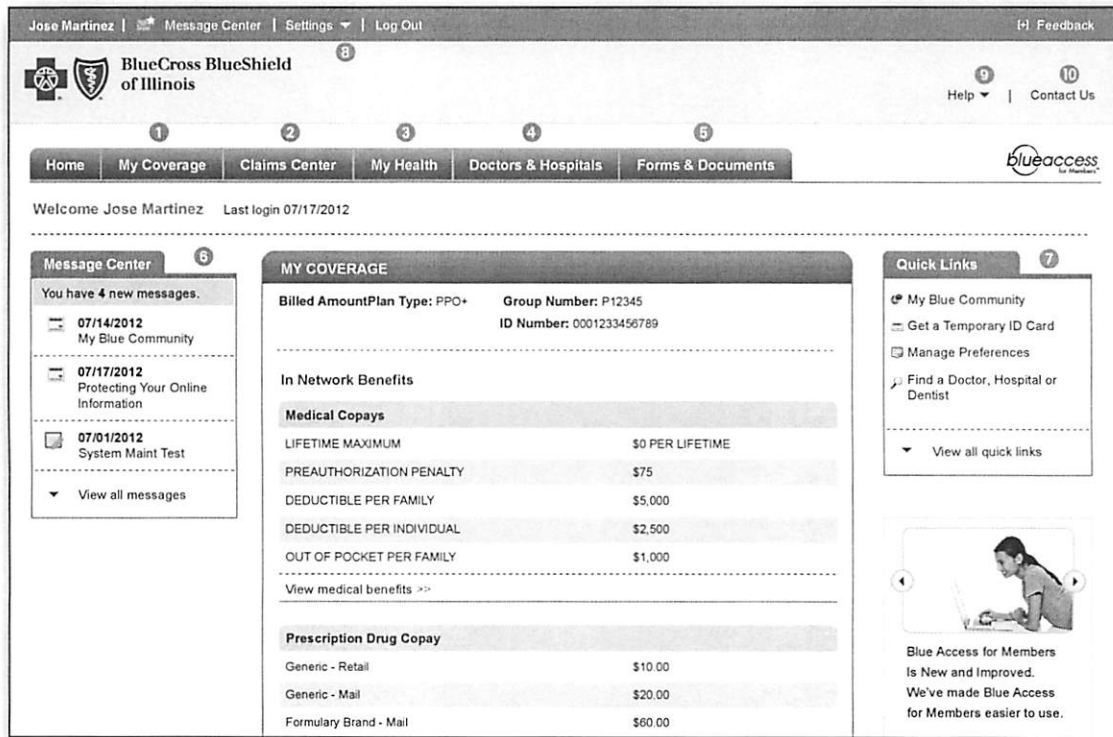 Jose Martinez | Message Center | Settings | Log Out
[+] Feedback
8
BlueCross BlueShield
of Illinois
9
10
Help | Contact Us
1
2
3
4
5
Home
My Coverage
Claims Center
My Health
Doctors & Hospitals
Forms & Documents
blueaccess
for Members
Welcome Jose Martinez Last login 07/17/2012
Message Center
6
You have 4 new messages.
07/14/2012
My Blue Community
07/17/2012
Protecting Your Online
Information
07/01/2012
System Maint Test
View all messages
MY COVERAGE
Billed AmountPlan Type: PPO+ Group Number: P12345
ID Number: 0001233456789
In Network Benefits
Medical Copays
LIFETIME MAXIMUM $0 PER LIFETIME
PREAUTHORIZATION PENALTY $75
DEDUCTIBLE PER FAMILY $5,000
DEDUCTIBLE PER INDIVIDUAL $2,500
OUT OF POCKET PER FAMILY $1,000
View medical benefits >>
Prescription Drug Copay
Generic - Retail $10.00
Generic - Mail $20.00
Formulary Brand - Mail $60.00
Quick Links
7
My Blue Community
Get a Temporary ID Card
Manage Preferences
Find a Doctor, Hospital or
Dentist
View all quick links
Blue Access for Members
Is New and Improved.
We've made Blue Access
for Members easier to use.